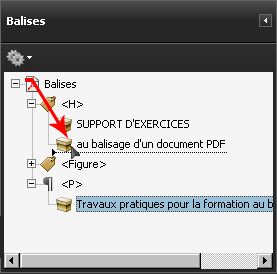 Balises
Balises
<H>
SUPPORT D'EXERCICES
au balisage d'un document PDF
<Figure>
<P>
Travaux pratiques pour la formation au b